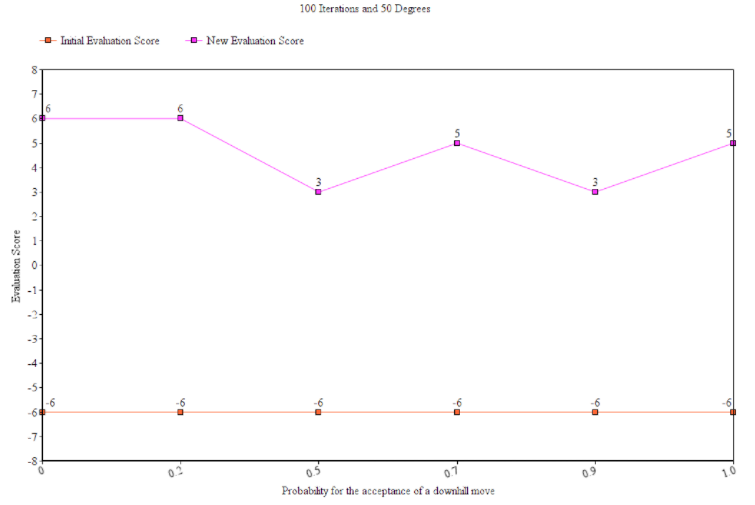 100 Iterations and 50 Degrees
Initial Evaluation Score New Evaluation Score
8
7
6 6 6
5 5 5
4
3 3 3
2
1
0
-1
-2
-3
-4
-5
-6 -6 -6 -6 -6 -6 -6
-7
-8
Evaluation Score
0 0.2 0.5 0.7 0.9 1.0
Probability for the acceptance of a downhill move